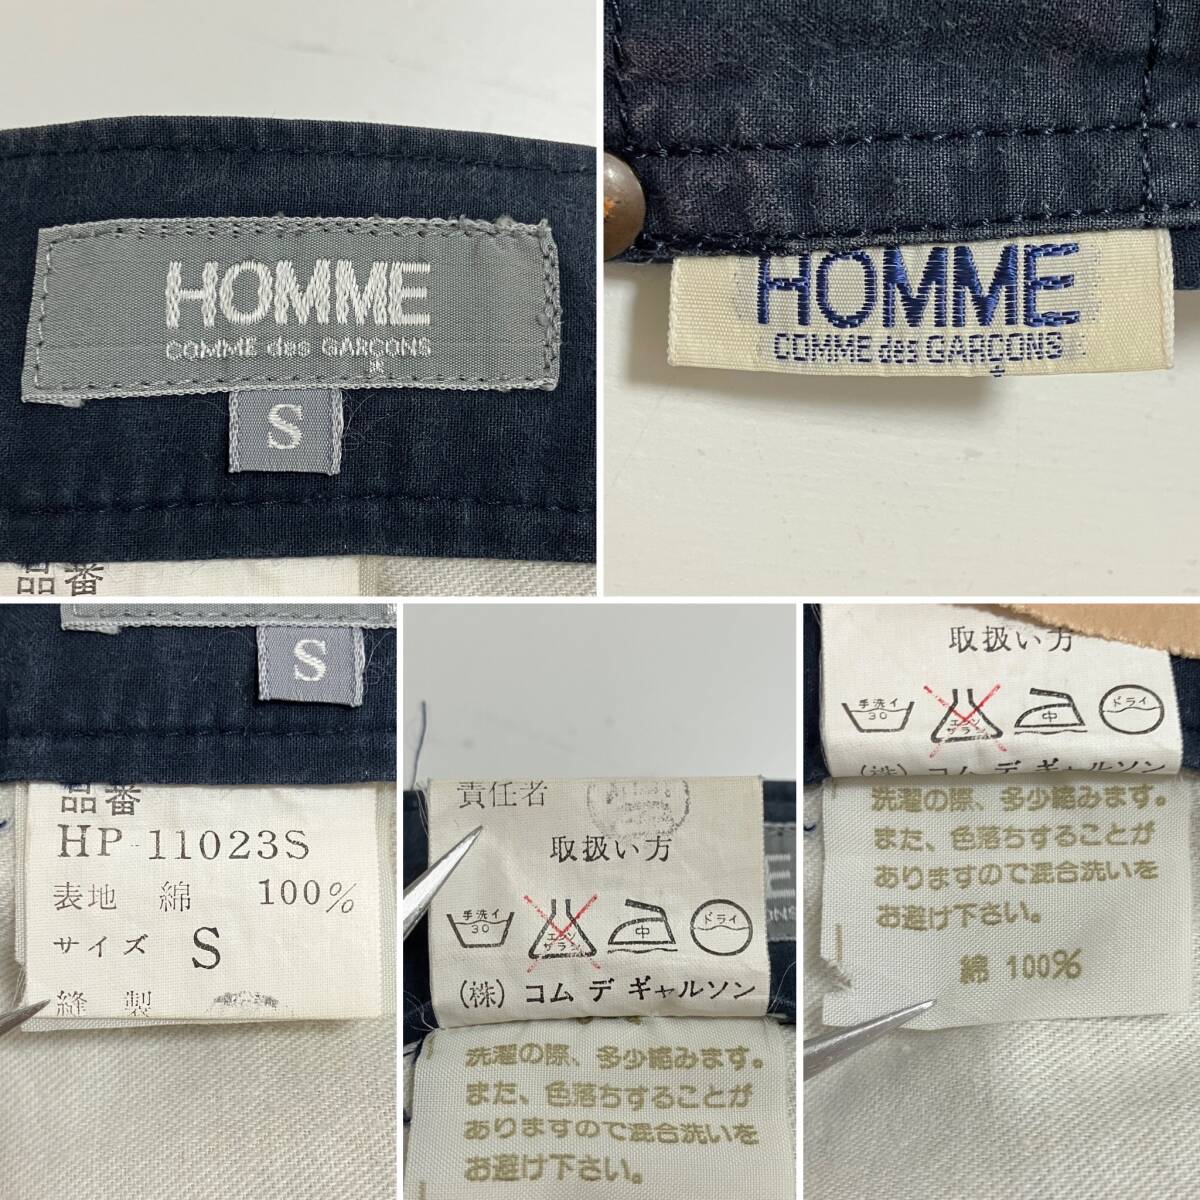 HOMME
COMME des GARÇONS
S
品番
HOMME
COMME des GARÇONS
S
品番
HP-11023S
表地 綿 100%
サイズ S
縫製
責任者
取扱い方
手洗イ
30
エンソ
サラシ
中
ドライ
(株) コム デ ギャルソン
洗濯の際、多少縮みます。
また、色落ちすることが
ありますので混合洗いを
お避け下さい。
取扱い方
手洗イ
30
エンソ
サラシ
中
ドライ
(株) コム デ ギャルソン
洗濯の際、多少縮みます。
また、色落ちすることが
ありますので混合洗いを
お避け下さい。
綿 100%